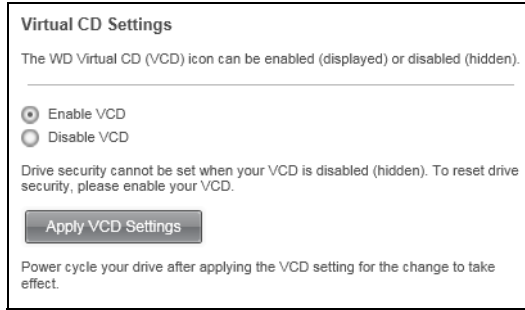 Virtual CD Settings
The WD Virtual CD (VCD) icon can be enabled (displayed) or disabled (hidden).
Enable VCD
Disable VCD
Drive security cannot be set when your VCD is disabled (hidden). To reset drive
security, please enable your VCD.
Apply VCD Settings
Power cycle your drive after applying the VCD setting for the change to take
effect.